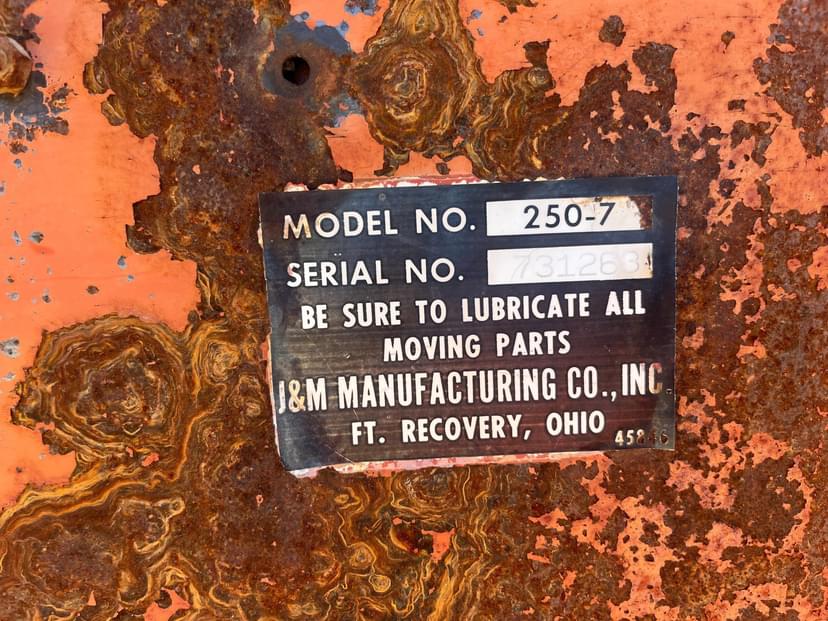 MODEL NO. 250-7
SERIAL NO. 731263
BE SURE TO LUBRICATE ALL
MOVING PARTS
J&M MANUFACTURING CO., INC.
FT. RECOVERY, OHIO
45846